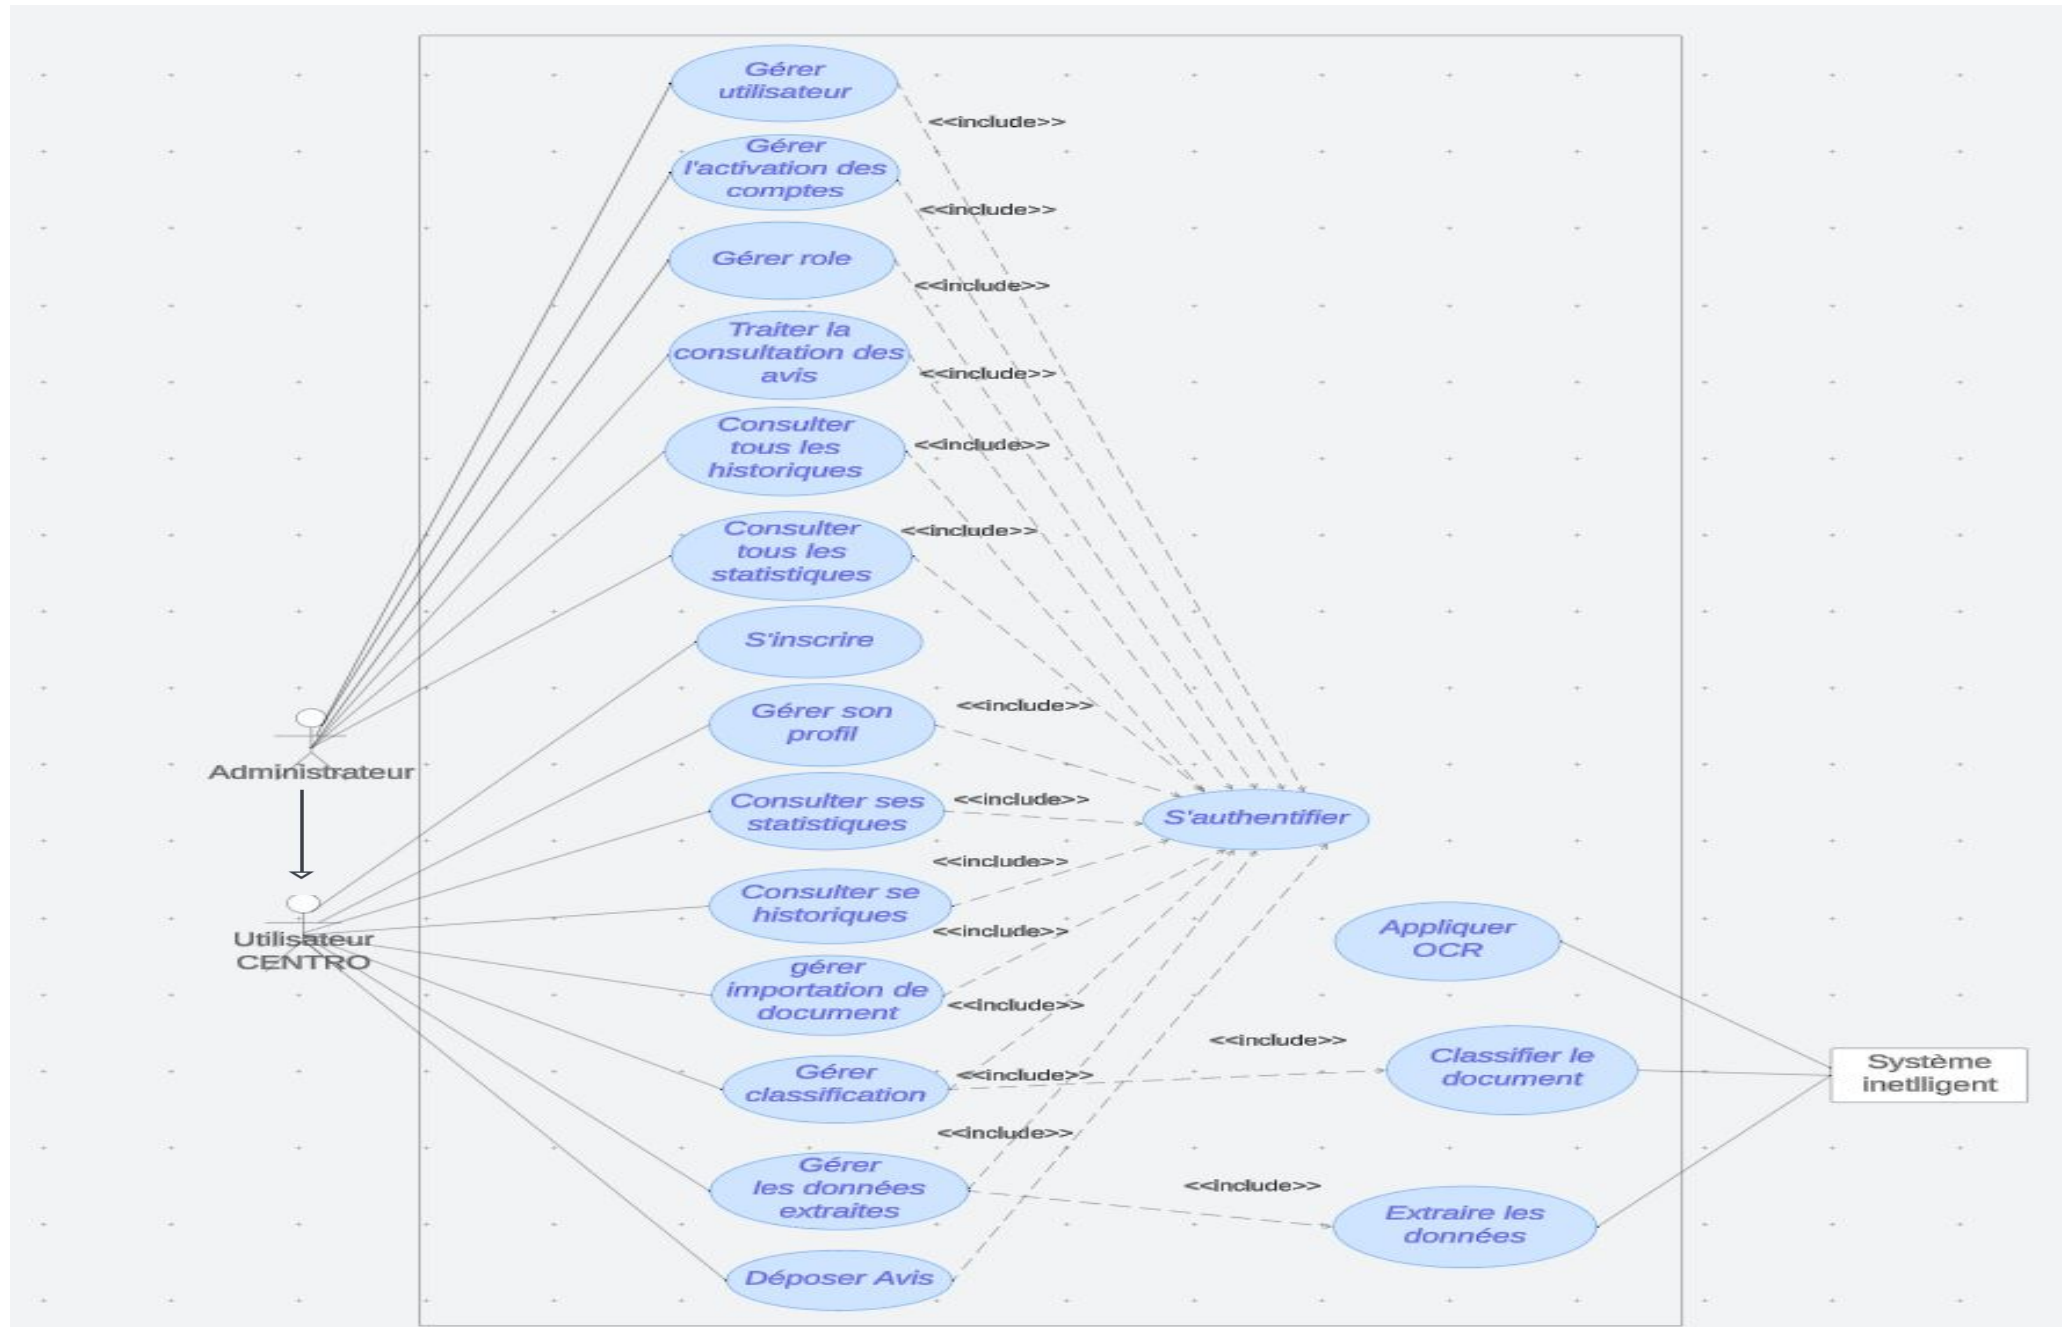 Gérer
utilisateur
<<include>>
Gérer
l'activation des
comptes
<<include>>
Gérer role
<<include>>
Traiter la
consultation des
avis
<<include>>
Consulter
tous les
historiques
<<include>>
Consulter
tous les
statistiques
<<include>>
S'inscrire
Gérer son
profil
<<include>>
Administrateur
Consulter ses
statistiques
<<include>>
S'authentifier
<<include>>
Consulter se
historiques
<<include>>
Utilisateur
CENTRO
Appliquer
OCR
gérer
importation de
document
<<include>>
<<include>>
Gérer
classification
<<include>>
Classifier le
document
Système
inetlligent
<<include>>
Gérer
les données
extraites
<<include>>
Extraire les
données
Déposer Avis